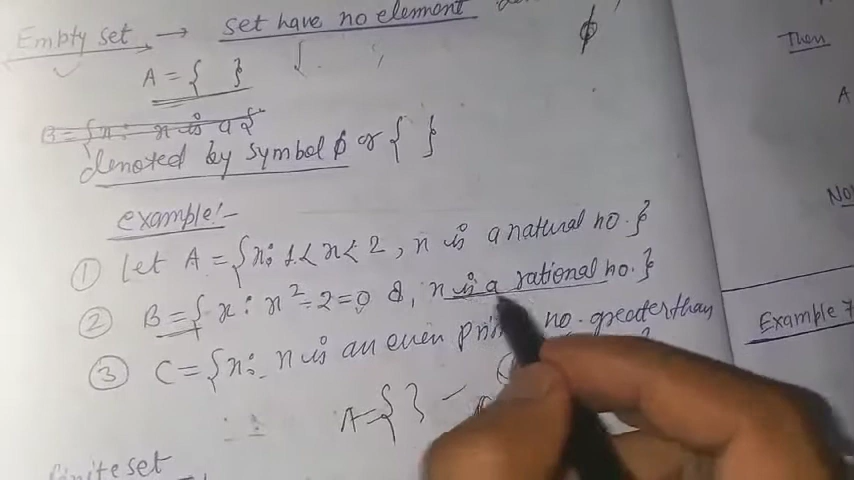 Empty set → set have no element
ϕ
A = { }
B = {x: x is a {
denoted by symbol ϕ or { }
example!-
① Let A = {x: 1 < x < 2, x is a natural no.}
② B = { x : x² - 2 = 0 &, x is a rational no.}
③ C = {x: x is an even prime no. greater than
A = { } -
finite set
Then
A
Example 7